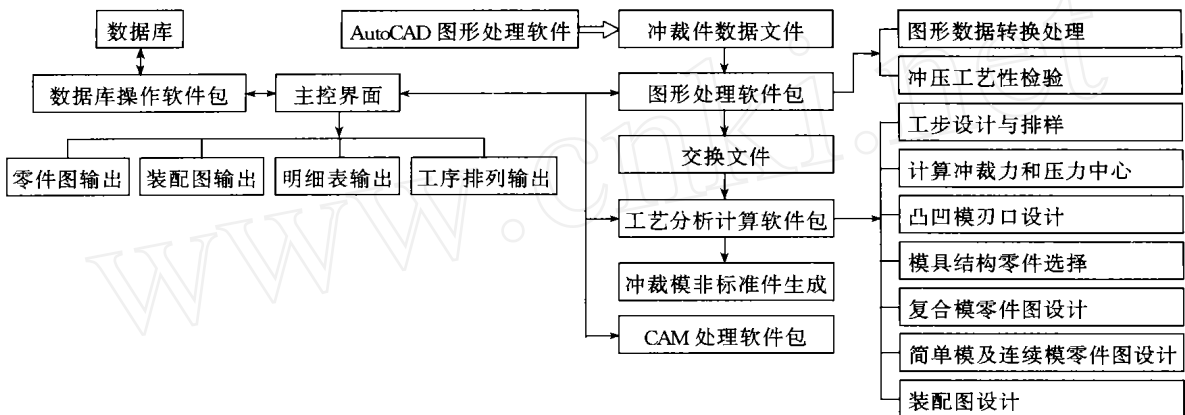 数据库
AutoCAD 图形处理软件
冲裁件数据文件
图形数据转换处理
冲压工艺性检验
数据库操作软件包
主控界面
图形处理软件包
工步设计与排样
交换文件
零件图输出
装配图输出
明细表输出
工序排列输出
计算冲裁力和压力中心
工艺分析计算软件包
凸凹模刃口设计
模具结构零件选择
冲裁模非标准件生成
复合模零件图设计
CAM 处理软件包
简单模及连续模零件图设计
装配图设计
www.cnki.net